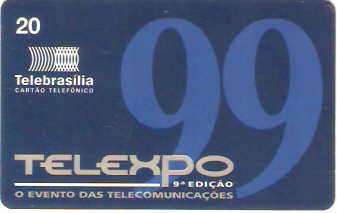 20
99
Telebrasília
CARTÃO TELEFÔNICO
TELEXPO
9ª EDIÇÃO
O EVENTO DAS TELECOMUNICAÇÕES